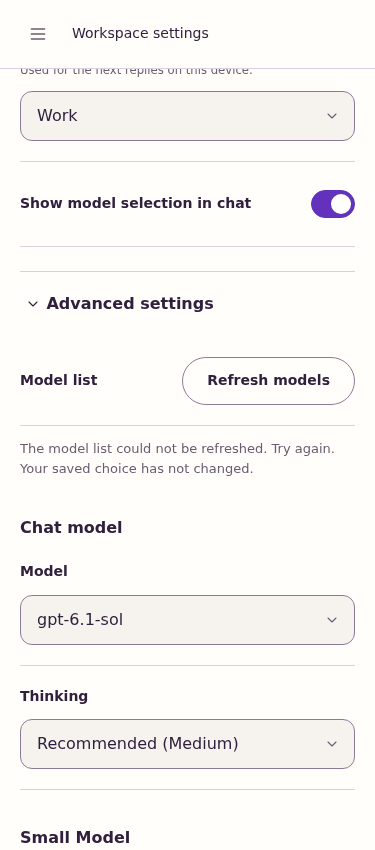 Workspace settings
Used for the next replies on this device.
Work
Show model selection in chat
Advanced settings
Model list
Refresh models
The model list could not be refreshed. Try again.
Your saved choice has not changed.
Chat model
Model
gpt-6.1-sol
Thinking
Recommended (Medium)
Small Model